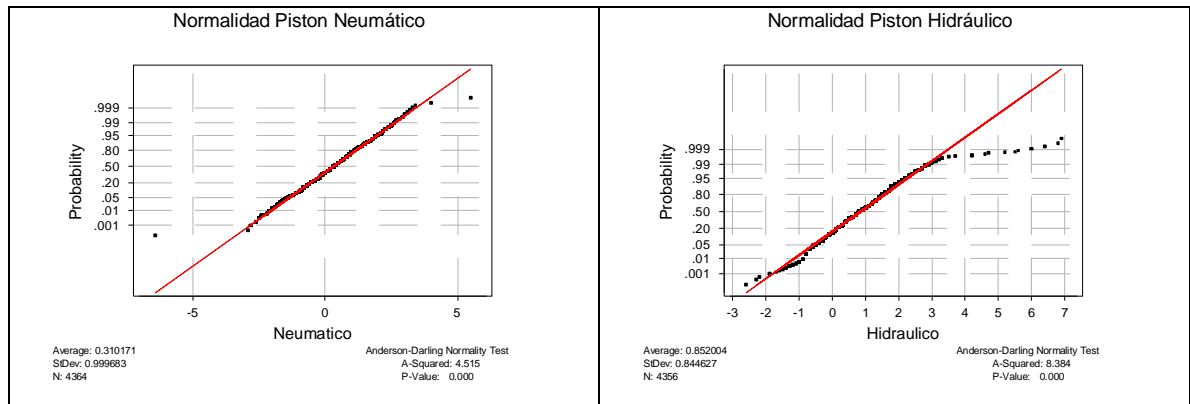 Normalidad Piston Neumático
.999
.99
.95
.80
.50
.20
.05
.01
.001
Probability
-5 0 5
Neumatico
Average: 0.310171
StDev: 0.999683
N: 4364
Anderson-Darling Normality Test
A-Squared: 4.515
P-Value: 0.000
Normalidad Piston Hidráulico
.999
.99
.95
.80
.50
.20
.05
.01
.001
Probability
-3 -2 -1 0 1 2 3 4 5 6 7
Hidraulico
Average: 0.852004
StDev: 0.844627
N: 4356
Anderson-Darling Normality Test
A-Squared: 8.384
P-Value: 0.000